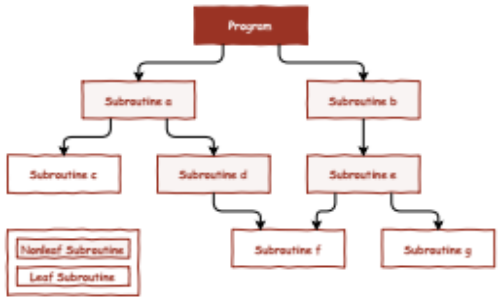 Program
Subroutine a
Subroutine b
Subroutine c
Subroutine d
Subroutine e
Subroutine f
Subroutine g
Nonleaf Subroutine
Leaf Subroutine